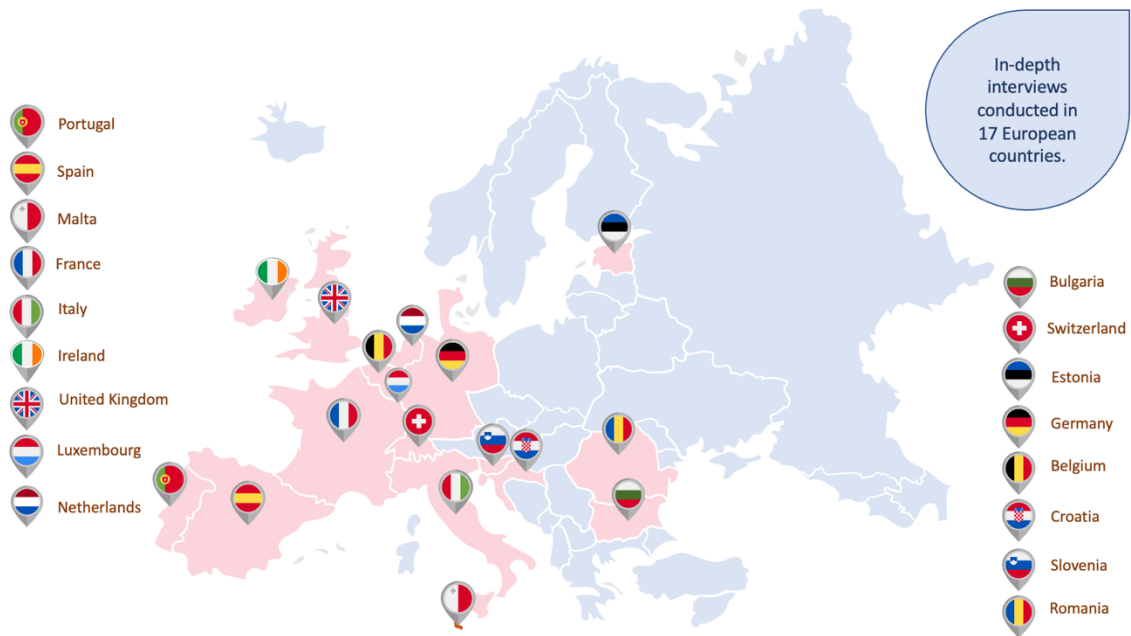 In-depth
interviews
conducted in
17 European
countries.
Portugal
Spain
Malta
France
Italy
Ireland
United Kingdom
Luxembourg
Netherlands
Bulgaria
Switzerland
Estonia
Germany
Belgium
Croatia
Slovenia
Romania